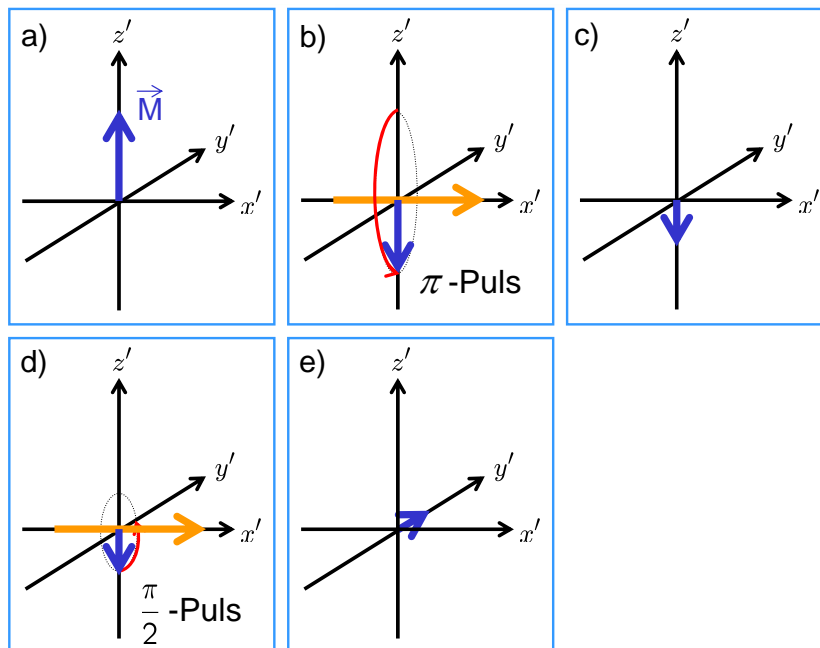 a)
z′
M
y′
x′
b)
z′
y′
x′
π -Puls
c)
z′
y′
x′
d)
z′
y′
x′
π/2 -Puls
e)
z′
y′
x′